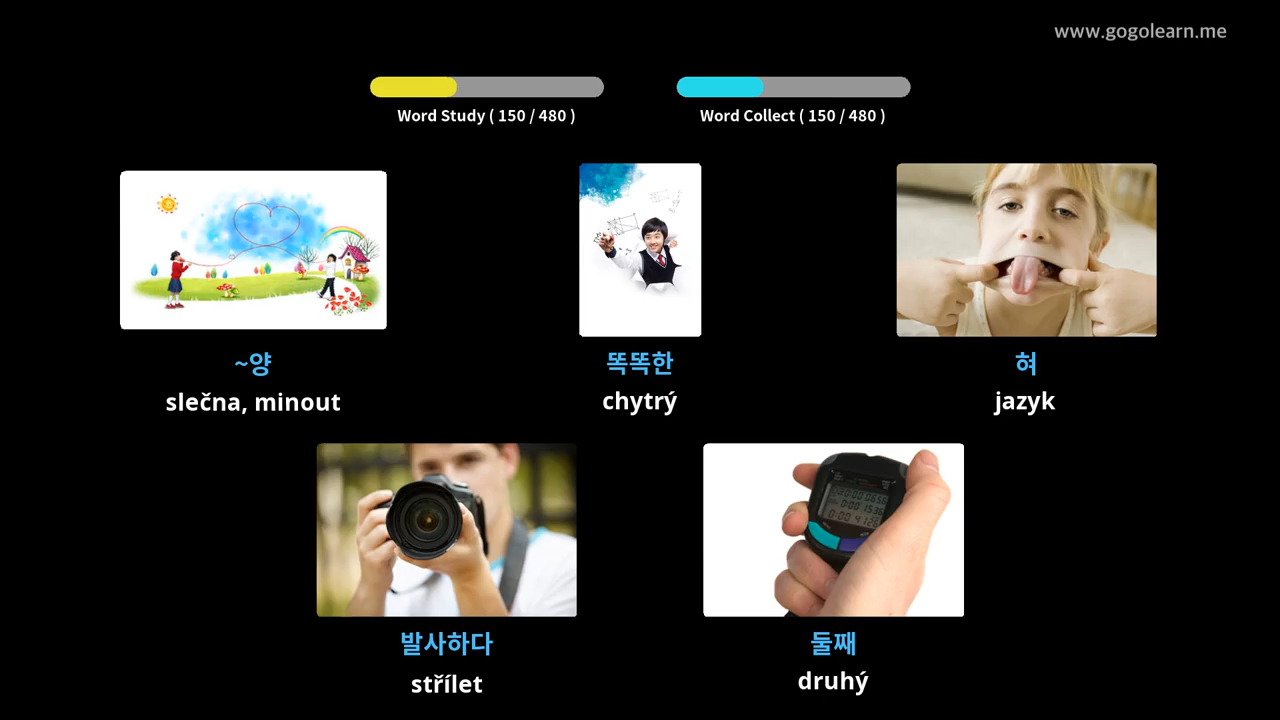 www.gogolearn.me
Word Study ( 150 / 480 )
Word Collect ( 150 / 480 )
~양
slečna, minout
똑똑한
chytrý
혀
jazyk
발사하다
střílet
둘째
druhý